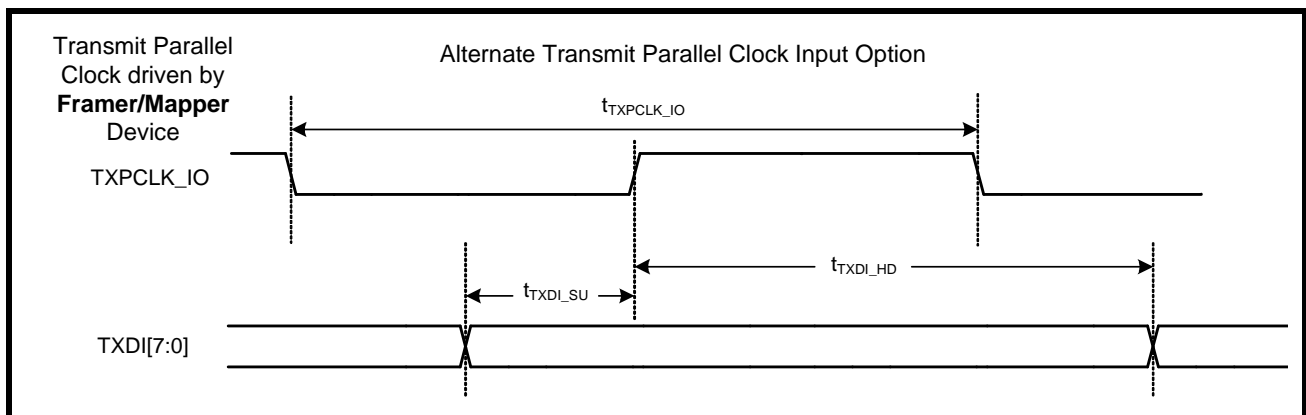 Transmit Parallel
Clock driven by
Framer/Mapper
Device
Alternate Transmit Parallel Clock Input Option
tTXPCLK_IO
TXPCLK_IO
tTXDI_HD
tTXDI_SU
TXDI[7:0]